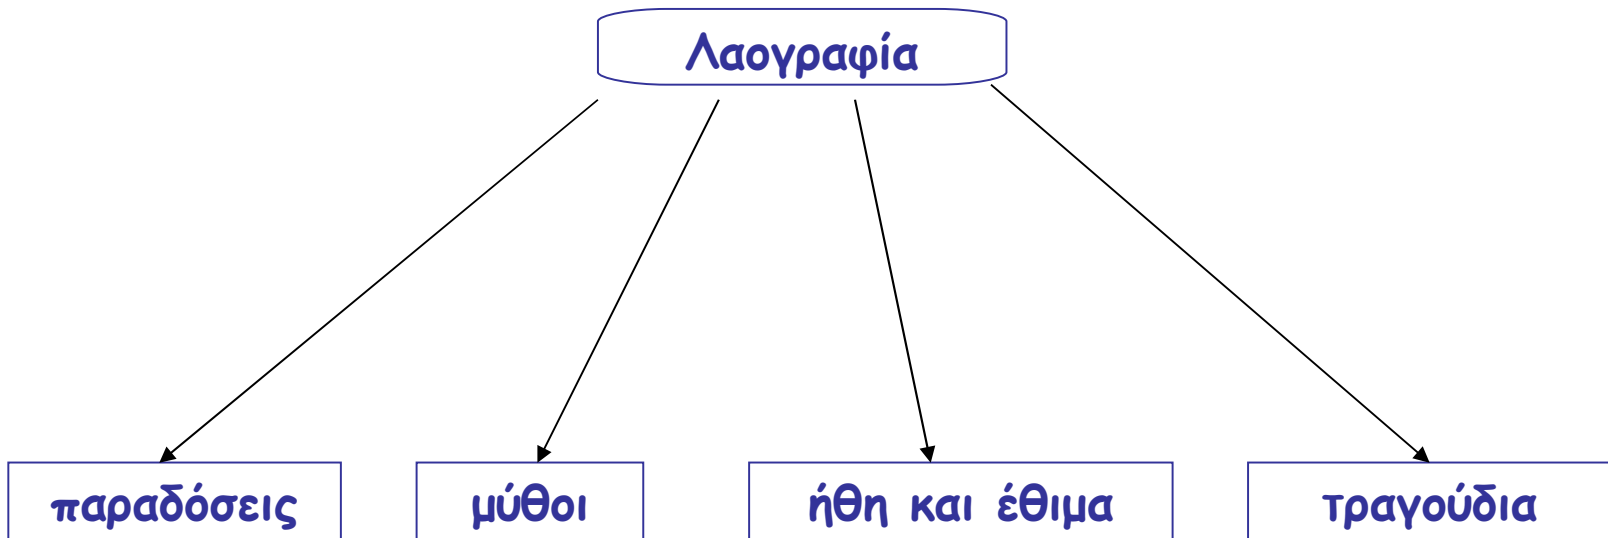 Λαογραφία
παραδόσεις
μύθοι
ήθη και έθιμα
τραγούδια